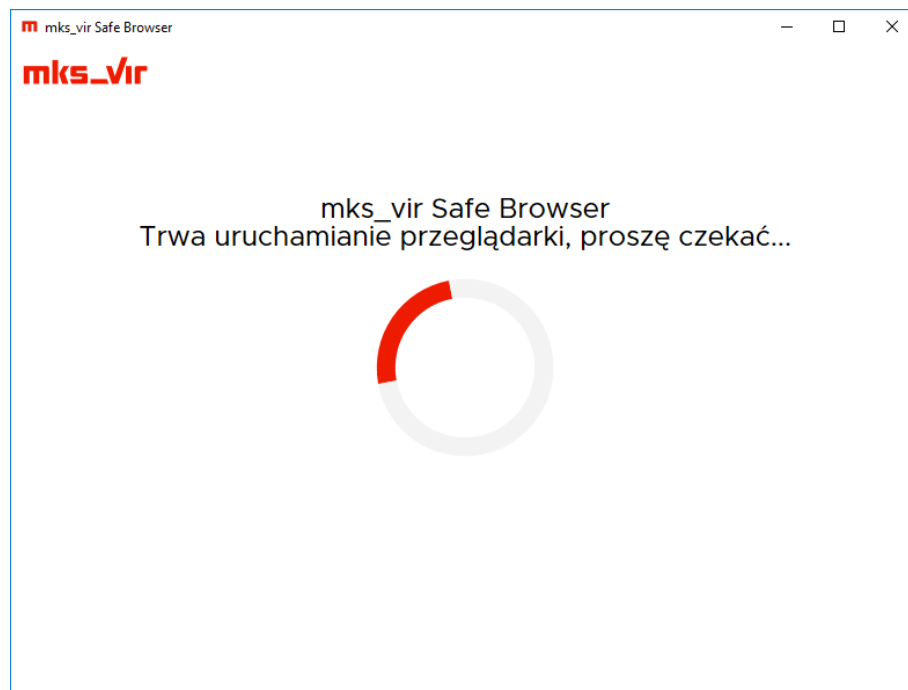 mks_vir Safe Browser
mks_vir
mks_vir Safe Browser
Trwa uruchamianie przeglądarki, proszę czekać...